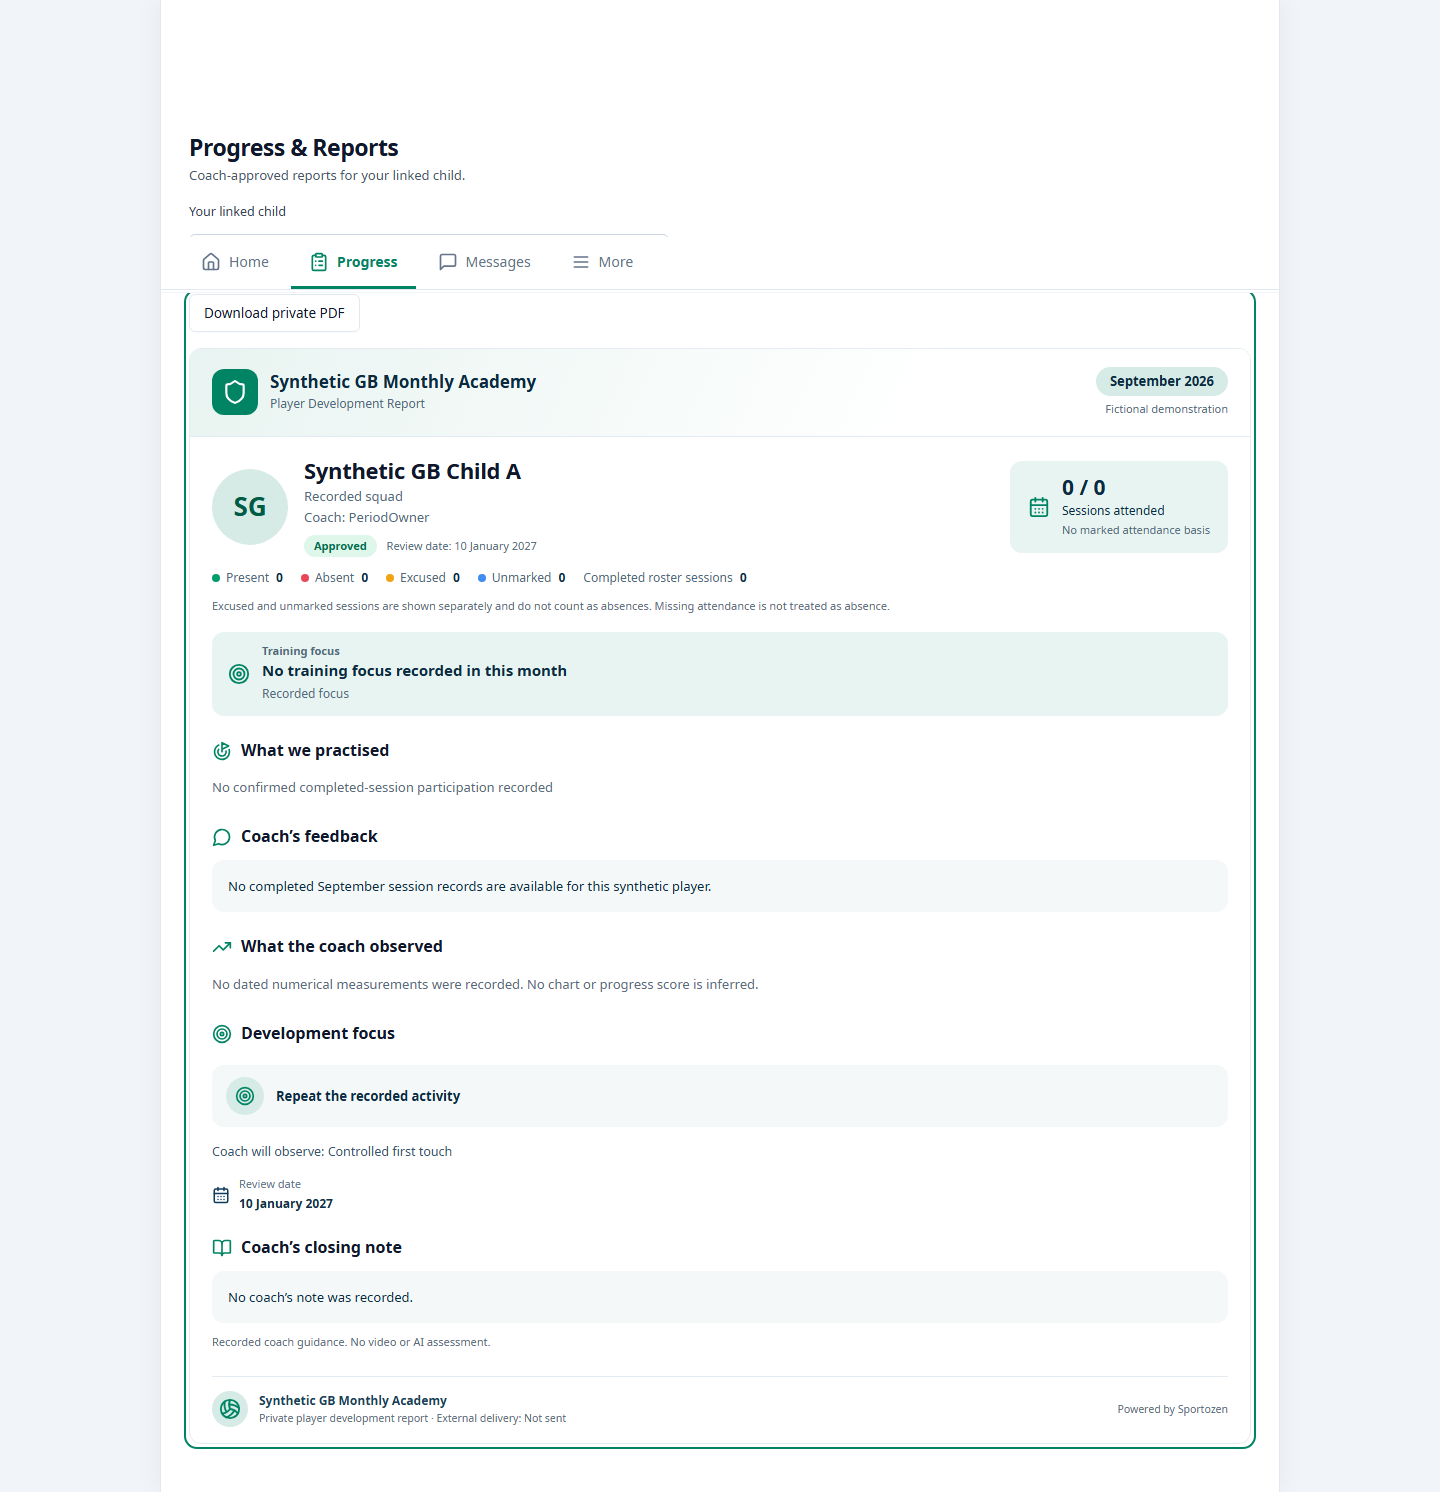 Progress & Reports
Coach-approved reports for your linked child.
Your linked child
Home
Progress
Messages
More
Download private PDF
Synthetic GB Monthly Academy
Player Development Report
September 2026
Fictional demonstration
SG
Synthetic GB Child A
Recorded squad
Coach: PeriodOwner
Approved
Review date: 10 January 2027
0 / 0
Sessions attended
No marked attendance basis
Present 0
Absent 0
Excused 0
Unmarked 0
Completed roster sessions 0
Excused and unmarked sessions are shown separately and do not count as absences. Missing attendance is not treated as absence.
Training focus
No training focus recorded in this month
Recorded focus
What we practised
No confirmed completed-session participation recorded
Coach’s feedback
No completed September session records are available for this synthetic player.
What the coach observed
No dated numerical measurements were recorded. No chart or progress score is inferred.
Development focus
Repeat the recorded activity
Coach will observe: Controlled first touch
Review date
10 January 2027
Coach’s closing note
No coach’s note was recorded.
Recorded coach guidance. No video or AI assessment.
Synthetic GB Monthly Academy
Private player development report · External delivery: Not sent
Powered by Sportozen